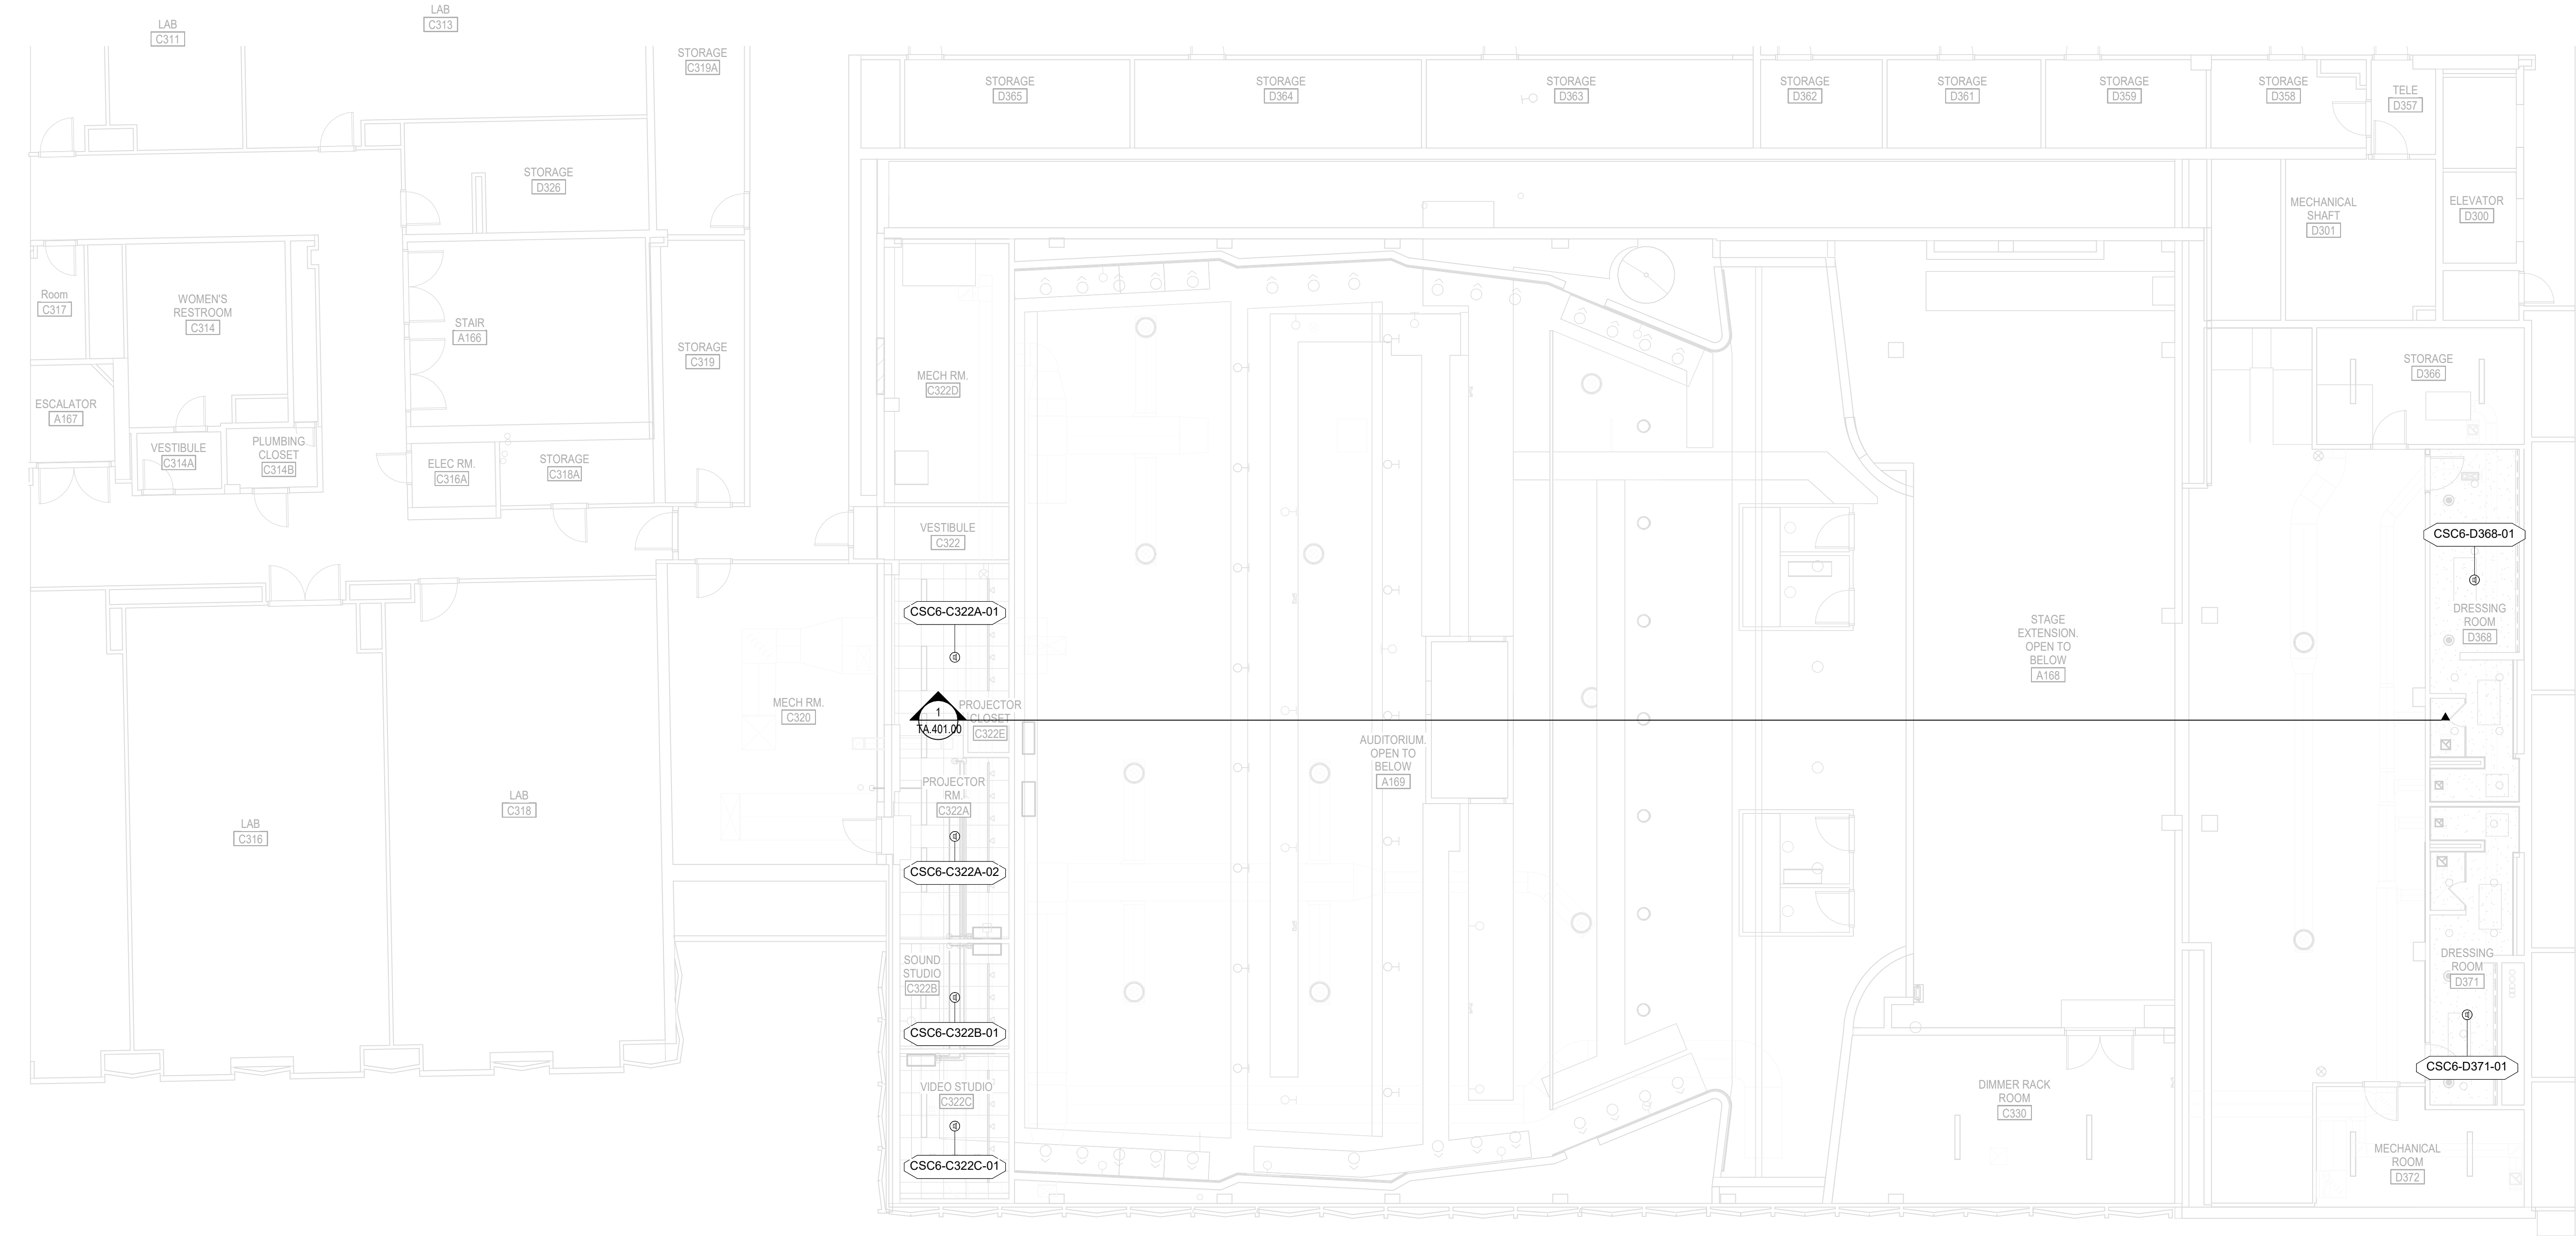 LAB
C311
LAB
C313
STORAGE
C319A
STORAGE
D365
STORAGE
D364
STORAGE
D363
STORAGE
D362
STORAGE
D361
STORAGE
D359
STORAGE
D358
TELE
D357
STORAGE
D326
MECHANICAL
SHAFT
D301
ELEVATOR
D300
Room
C317
WOMEN'S
RESTROOM
C314
STAIR
A166
STORAGE
C319
MECH RM.
C322D
STORAGE
D366
ESCALATOR
A167
VESTIBULE
C314A
PLUMBING
CLOSET
C314B
ELEC RM.
C316A
STORAGE
C318A
VESTIBULE
C322
CSC6-D368-01
CSC6-C322A-01
DRESSING
ROOM
D368
STAGE
EXTENSION.
OPEN TO
BELOW
A168
MECH RM.
C320
1
TA.401.00
PROJECTOR
CLOSET
C322E
AUDITORIUM.
OPEN TO
BELOW
A169
PROJECTOR
RM.
C322A
LAB
C316
LAB
C318
CSC6-C322A-02
SOUND
STUDIO
C322B
DRESSING
ROOM
D371
CSC6-C322B-01
CSC6-D371-01
VIDEO STUDIO
C322C
DIMMER RACK
ROOM
C330
CSC6-C322C-01
MECHANICAL
ROOM
D372